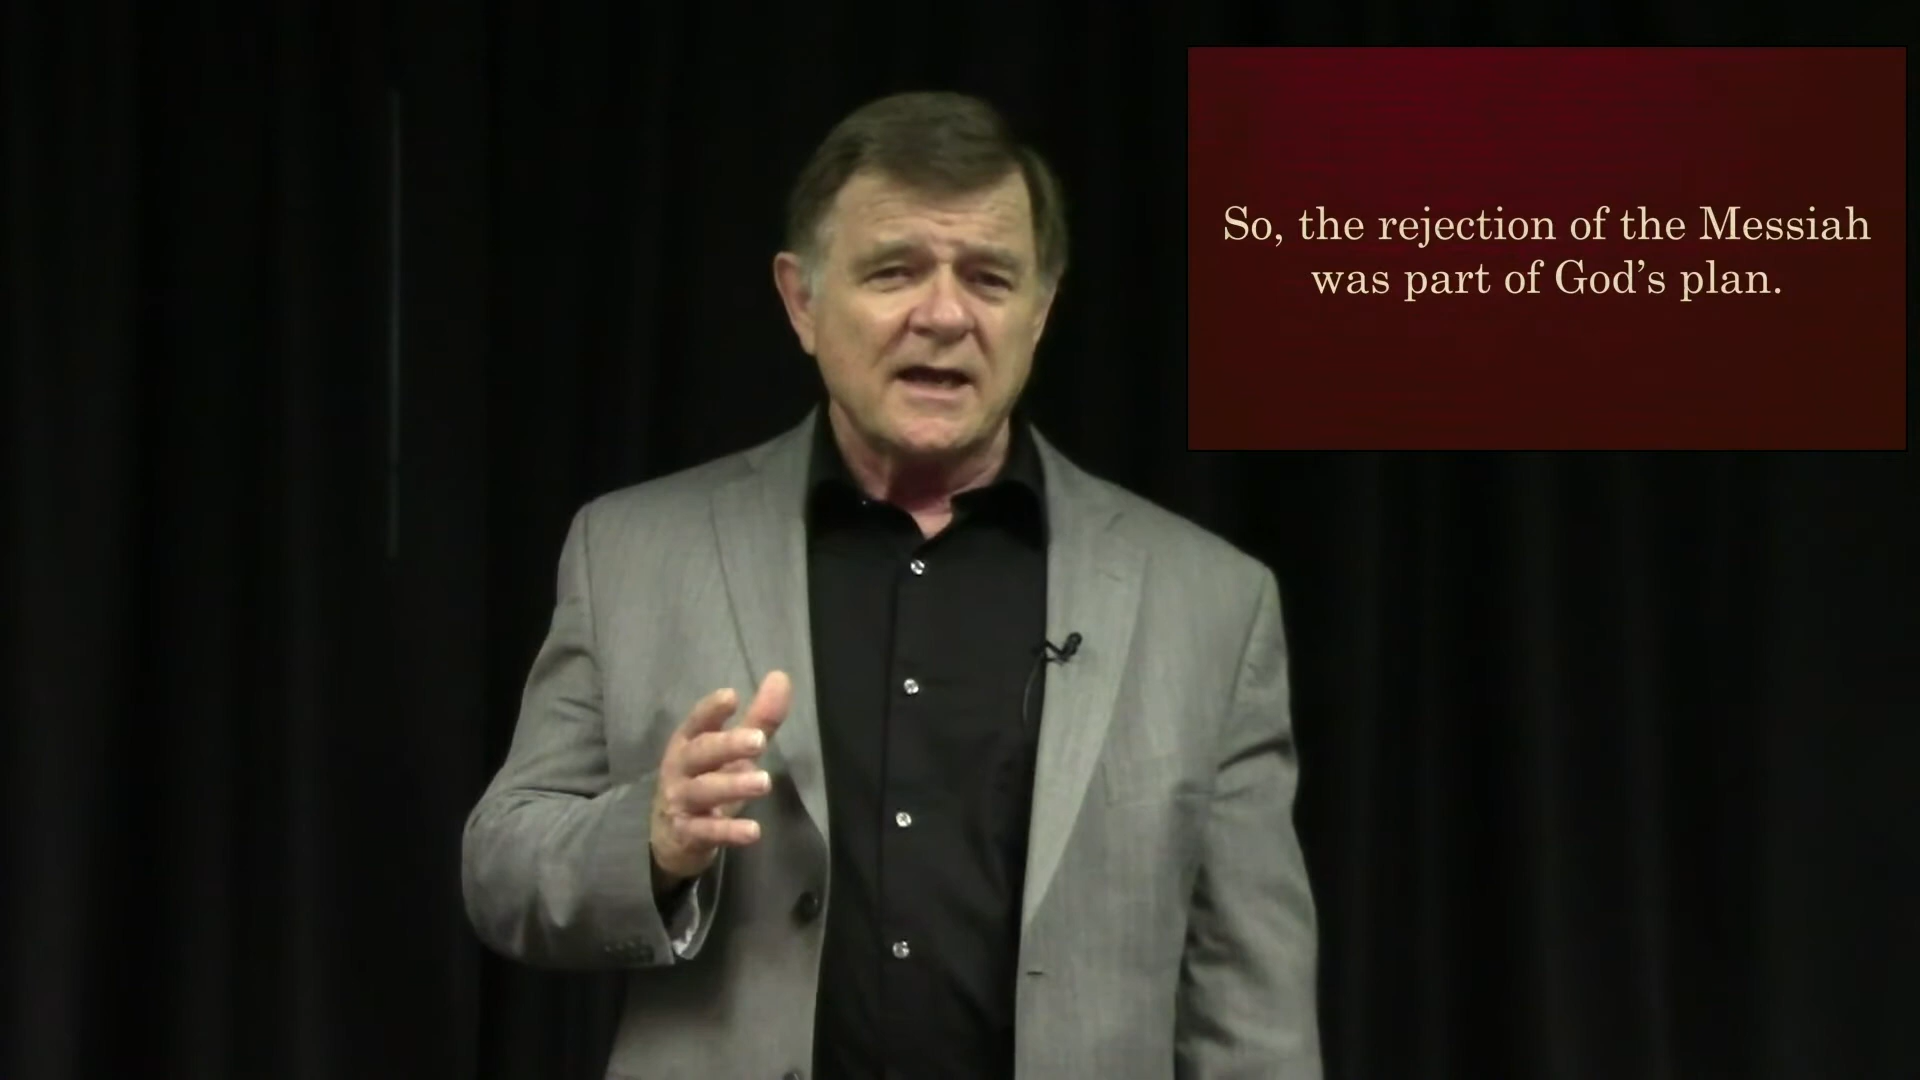 So, the rejection of the Messiah
was part of God’s plan.